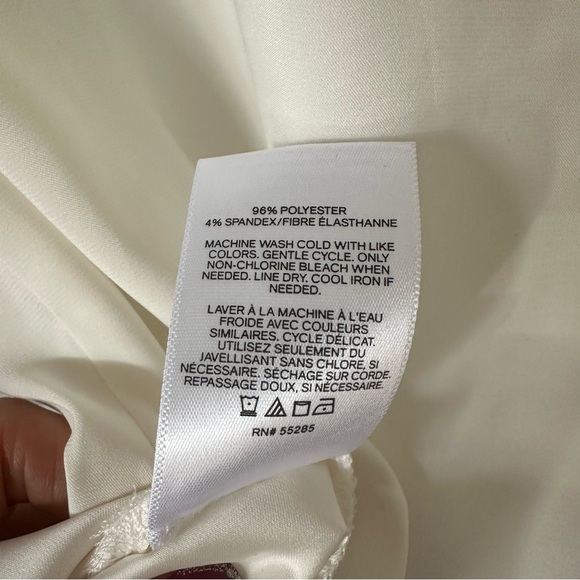 96% POLYESTER
4% SPANDEX/FIBRE ÉLASTHANNE
MACHINE WASH COLD WITH LIKE
COLORS. GENTLE CYCLE. ONLY
NON-CHLORINE BLEACH WHEN
NEEDED. LINE DRY. COOL IRON IF
NEEDED.
LAVER À LA MACHINE À L'EAU
FROIDE AVEC COULEURS
SIMILAIRES. CYCLE DÉLICAT.
UTILISEZ SEULEMENT DU
JAVELLISANT SANS CHLORE, SI
NÉCESSAIRE. SÉCHAGE SUR CORDE.
REPASSAGE DOUX, SI NÉCESSAIRE.
RN# 55285